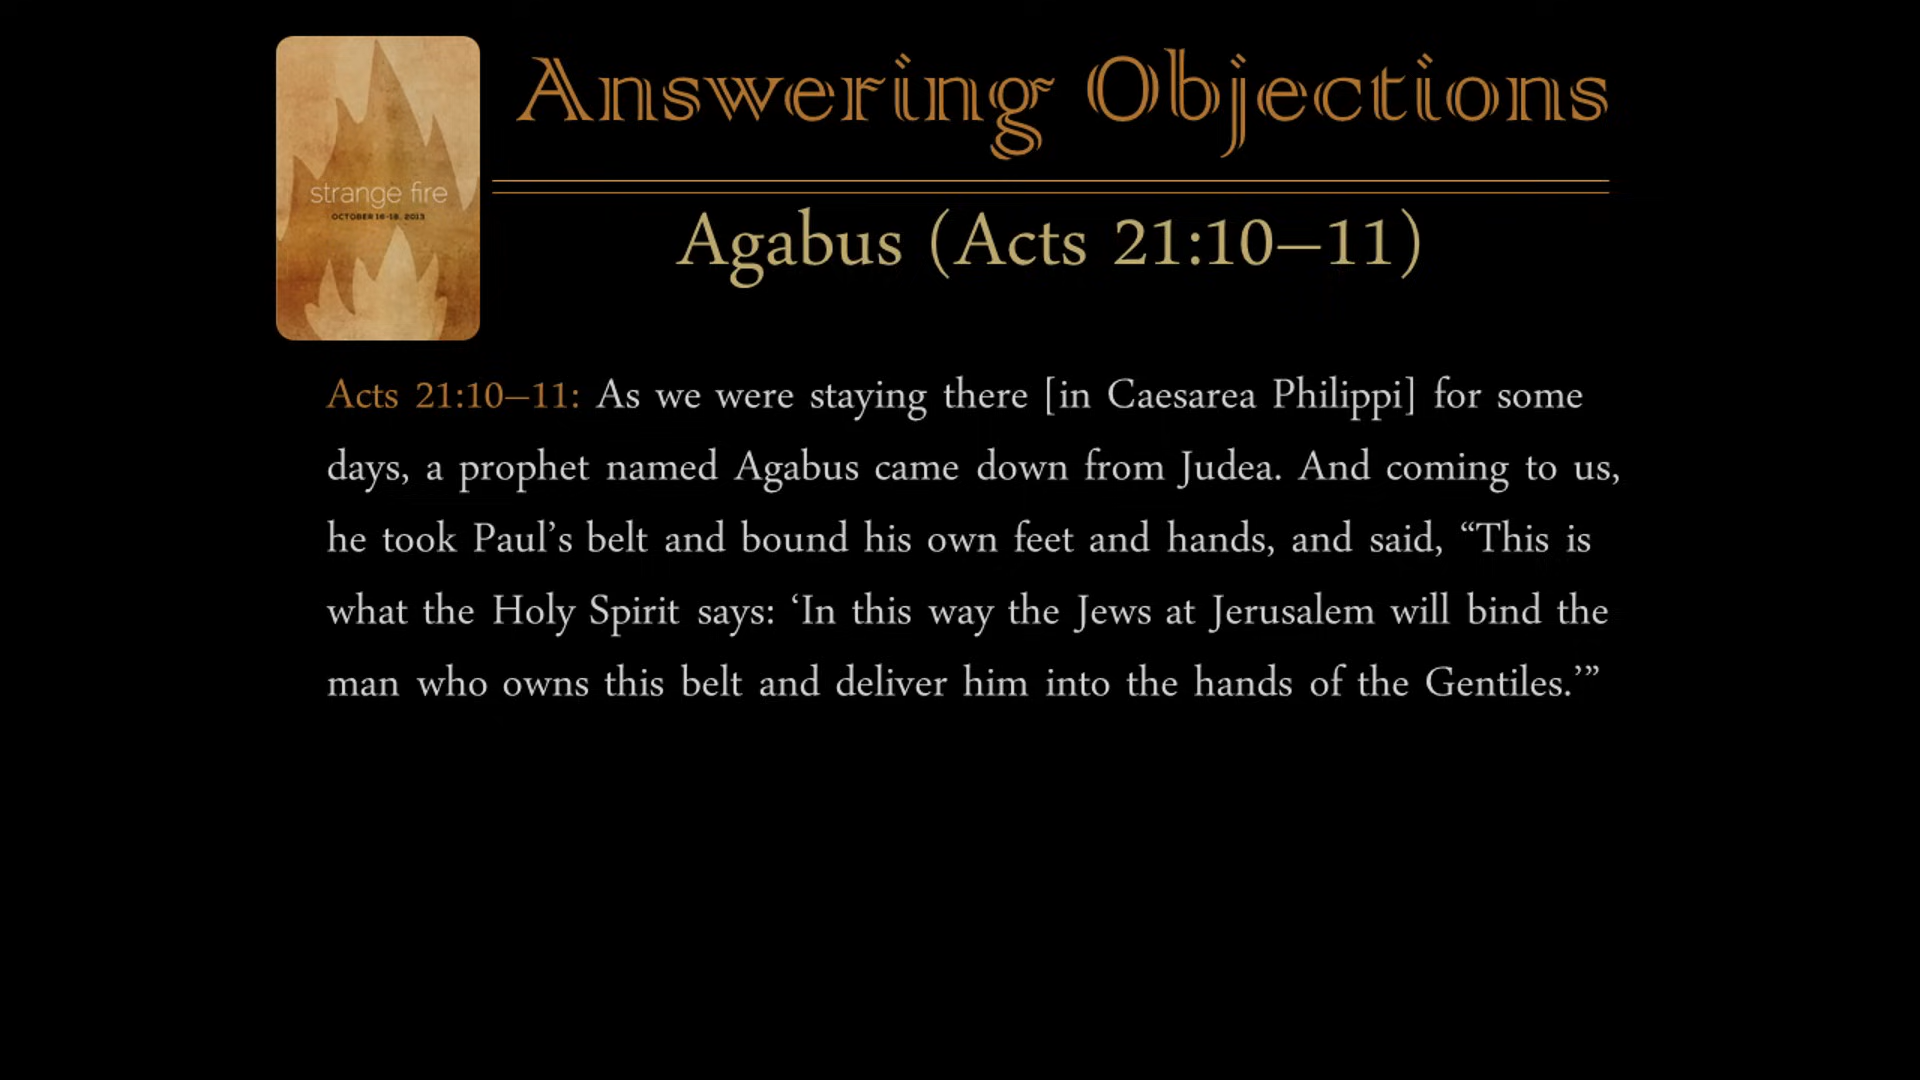 Answering Objections
strange fire
OCTOBER 16-18, 2013
Agabus (Acts 21:10–11)
Acts 21:10–11: As we were staying there [in Caesarea Philippi] for some
days, a prophet named Agabus came down from Judea. And coming to us,
he took Paul’s belt and bound his own feet and hands, and said, “This is
what the Holy Spirit says: ‘In this way the Jews at Jerusalem will bind the
man who owns this belt and deliver him into the hands of the Gentiles.’”